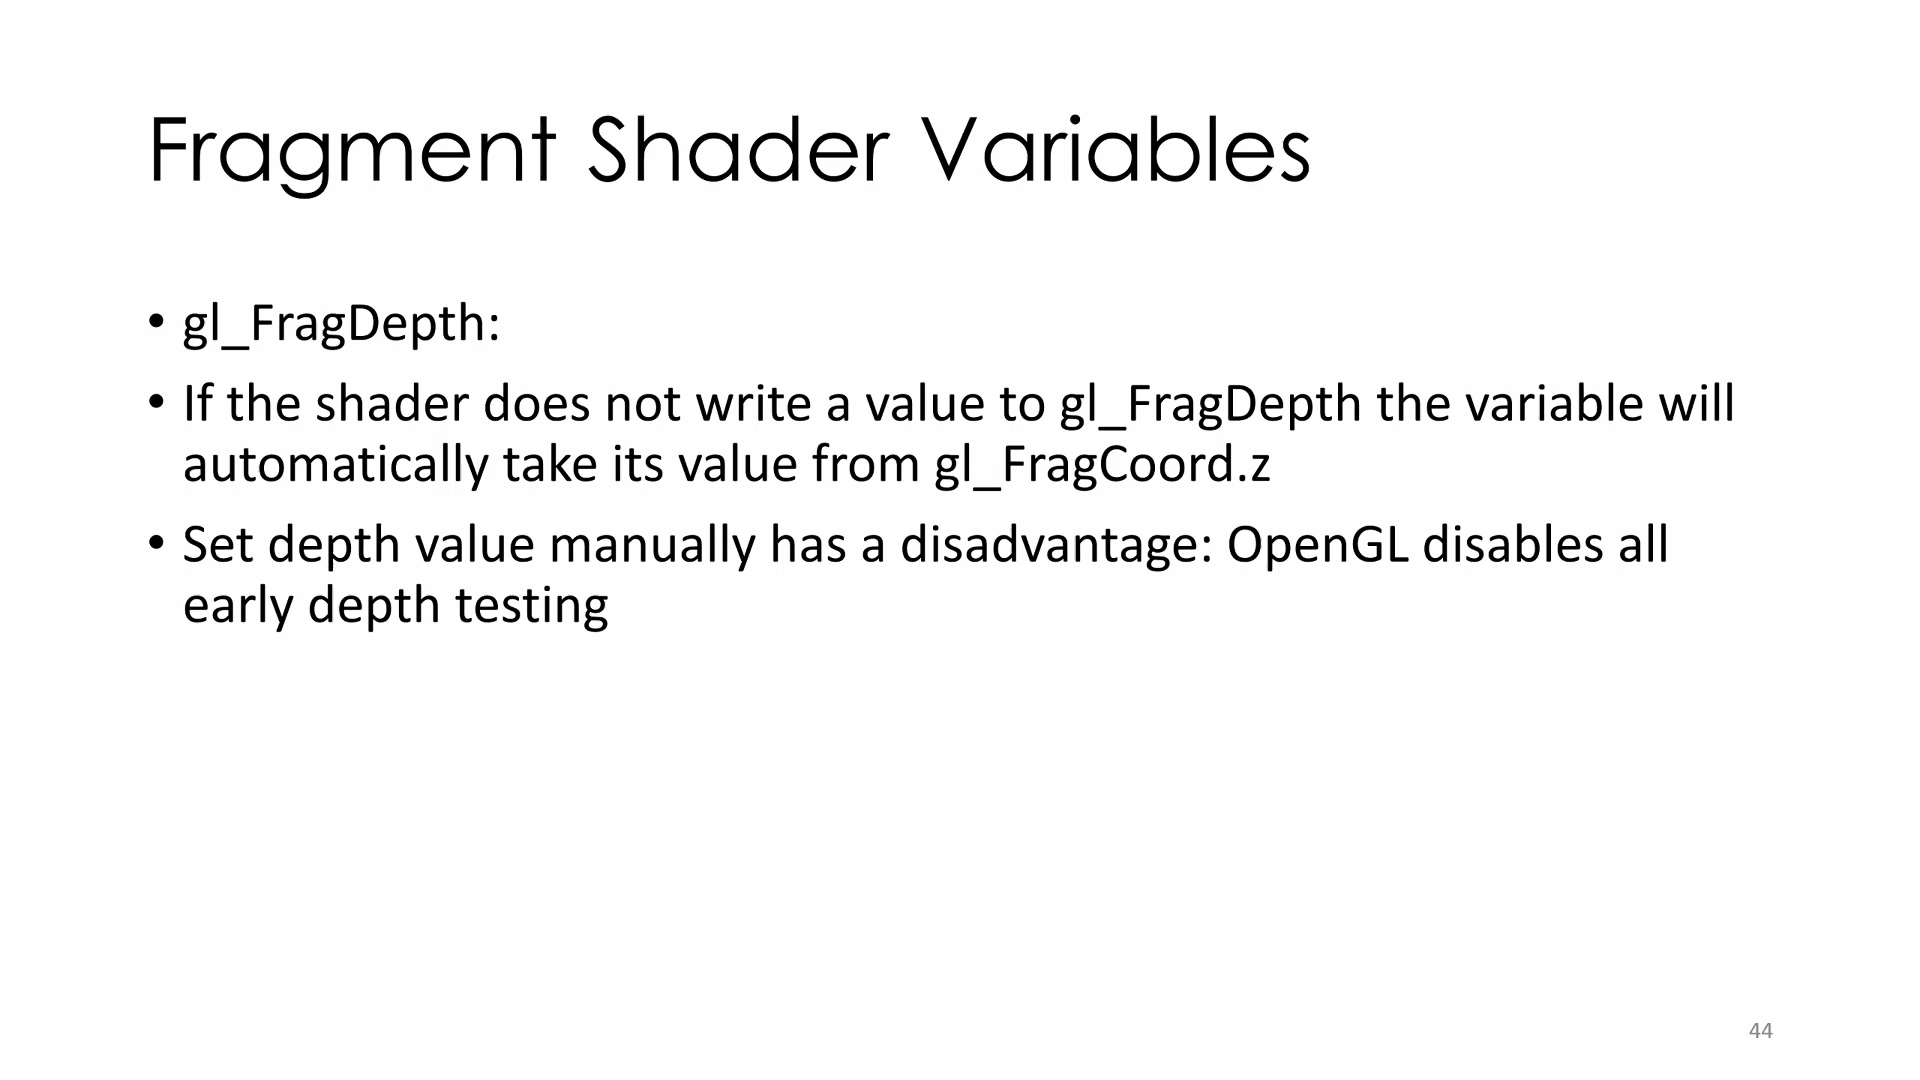 Fragment Shader Variables
• gl_FragDepth:
• If the shader does not write a value to gl_FragDepth the variable will
automatically take its value from gl_FragCoord.z
• Set depth value manually has a disadvantage: OpenGL disables all
early depth testing
44